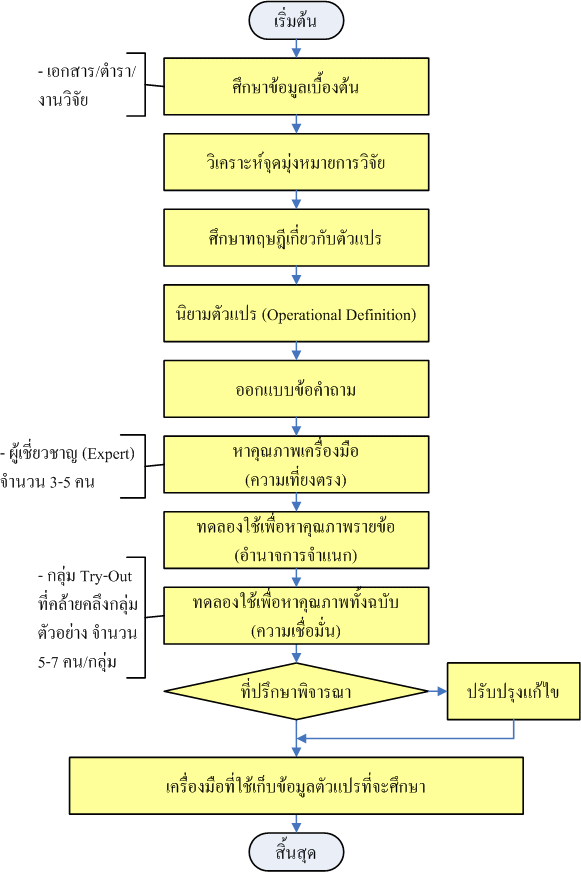 เริ่มต้น
- เอกสาร/ตำรา/
งานวิจัย
ศึกษาข้อมูลเบื้องต้น
วิเคราะห์จุดมุ่งหมายการวิจัย
ศึกษาทฤษฎีเกี่ยวกับตัวแปร
นิยามตัวแปร (Operational Definition)
ออกแบบข้อคำถาม
- ผู้เชี่ยวชาญ (Expert)
จำนวน 3-5 คน
หาคุณภาพเครื่องมือ
(ความเที่ยงตรง)
ทดลองใช้เพื่อหาคุณภาพรายข้อ
(อำนาจการจำแนก)
- กลุ่ม Try-Out
ที่คล้ายคลึงกลุ่ม
ตัวอย่าง จำนวน
5-7 คน/กลุ่ม
ทดลองใช้เพื่อหาคุณภาพทั้งฉบับ
(ความเชื่อมั่น)
ที่ปรึกษาพิจารณา
ปรับปรุงแก้ไข
เครื่องมือที่ใช้เก็บข้อมูลตัวแปรที่จะศึกษา
สิ้นสุด